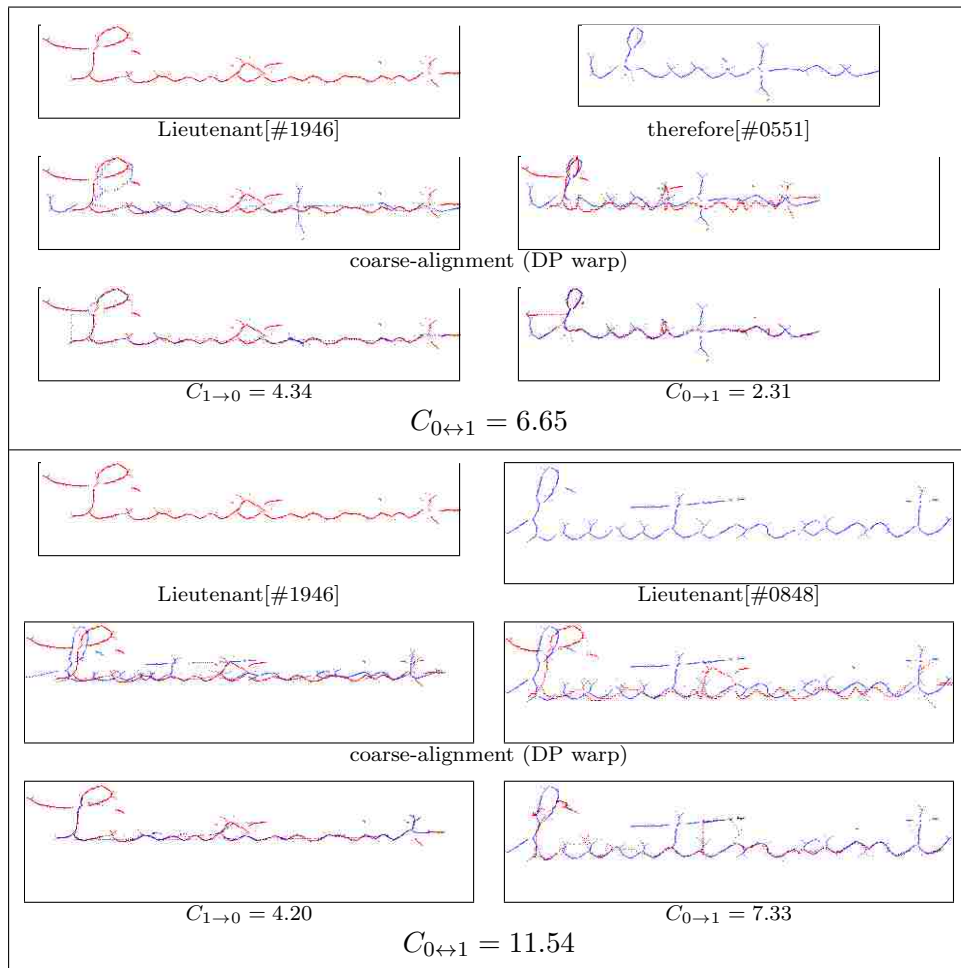 Lieutenant[#1946] therefore[#0551]
coarse-alignment (DP warp)
C1→0 = 4.34 C0→1 = 2.31
C0↔1 = 6.65
Lieutenant[#1946] Lieutenant[#0848]
coarse-alignment (DP warp)
C1→0 = 4.20 C0→1 = 7.33
C0↔1 = 11.54